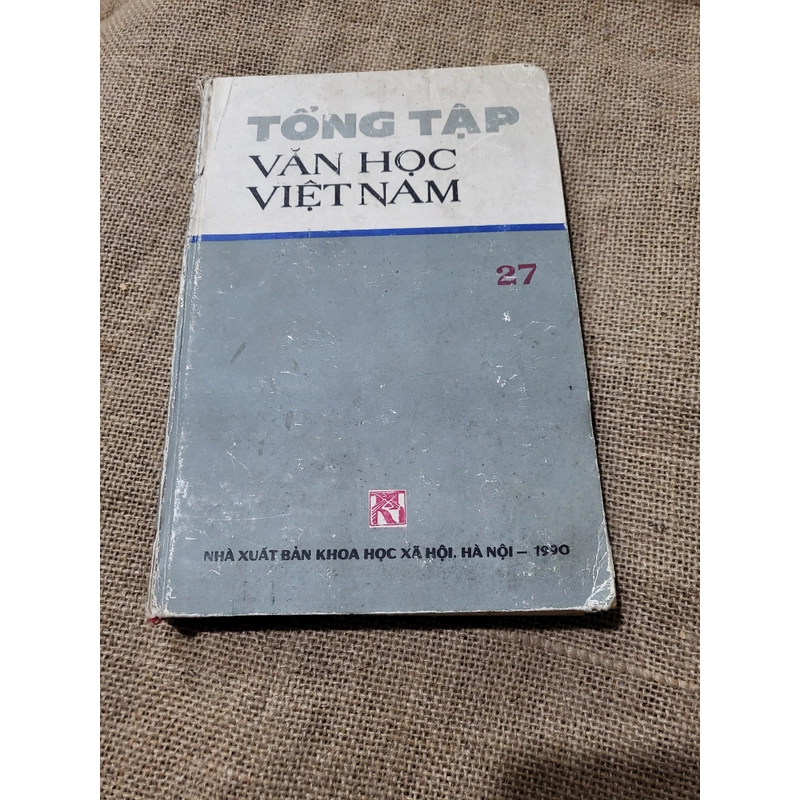 TỔNG TẬP
VĂN HỌC
VIỆT NAM
27
NHÀ XUẤT BẢN KHOA HỌC XÃ HỘI. HÀ NỘI – 1990